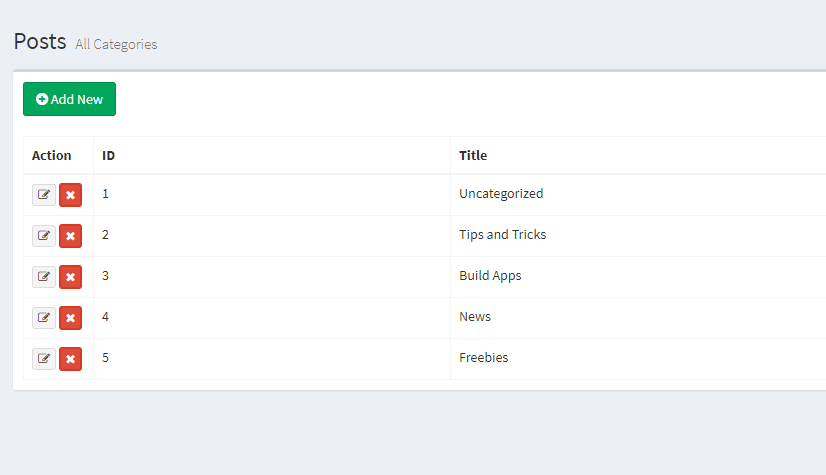 Posts All Categories
Add New
Action ID Title
1 Uncategorized
2 Tips and Tricks
3 Build Apps
4 News
5 Freebies